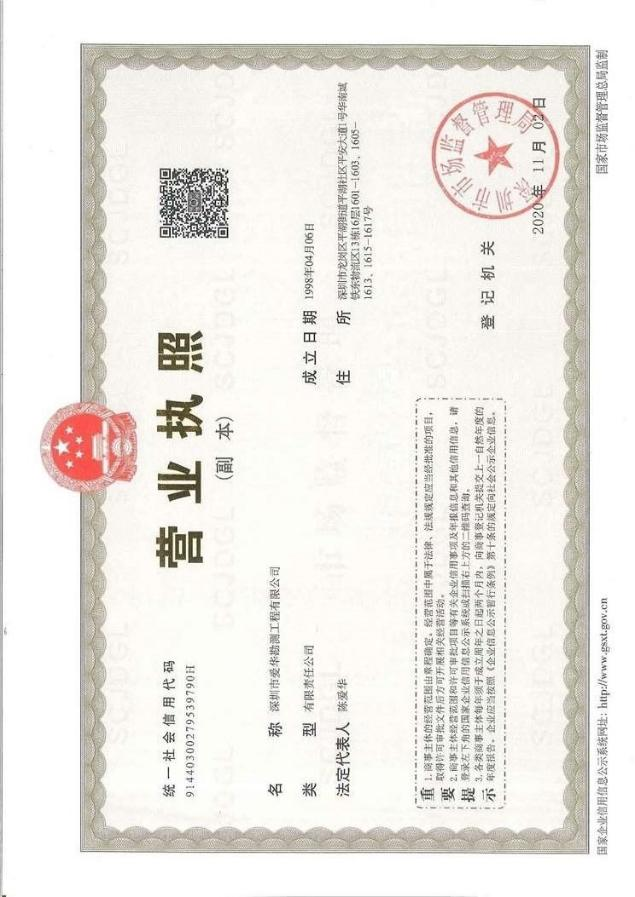 营业执照
(副 本)
统一社会信用代码
91440300279539790H
名 称 深圳市爱华勘测工程有限公司
类 型 有限责任公司
法定代表人 陈爱华
成立日期 1998年04月06日
住 所 深圳市龙岗区平湖街道平湖社区平安大道1号华南城
铁东物流区13栋16层1601-1603、1605-
1613、1615-1617号
重要提示
1. 商事主体的经营范围由章程确定。经营范围中属于法律、法规规定应当经批准的项目，
取得许可审批文件后方可开展相关经营活动。
2. 商事主体经营范围和许可审批项目等有关企业信用事项及年报信息和其他信用信息，请
登录左下角的国家企业信用信息公示系统或扫描右上方的二维码查询。
3. 各类商事主体每年须于成立周年之日起两个月内，向商事登记机关提交上一自然年度的
年度报告。企业应当按照《企业信息公示暂行条例》第十条的规定向社会公示企业信息。
登记机关
深圳市市场监督管理局
2020年 11月 02日
国家企业信用信息公示系统网址: http://www.gsxt.gov.cn
国家市场监督管理总局监制